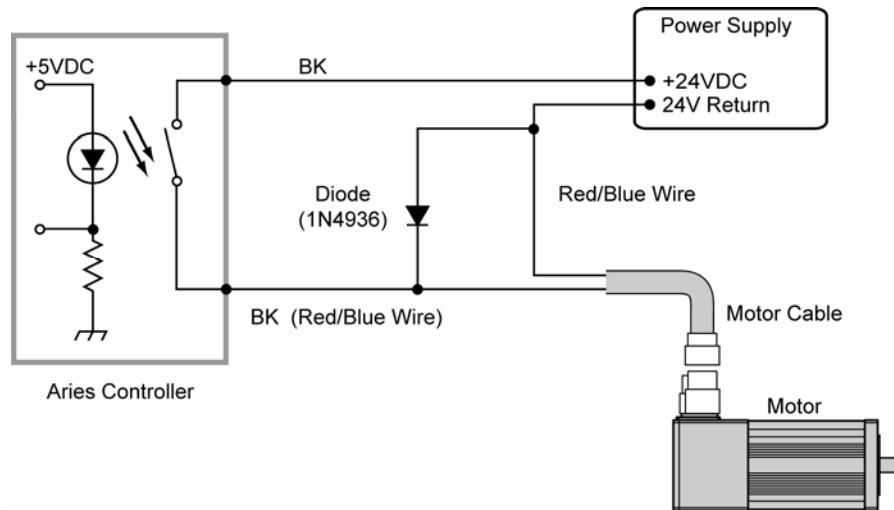 Power Supply
+5VDC
BK
+24VDC
24V Return
Diode
(1N4936)
Red/Blue Wire
BK (Red/Blue Wire)
Motor Cable
Aries Controller
Motor